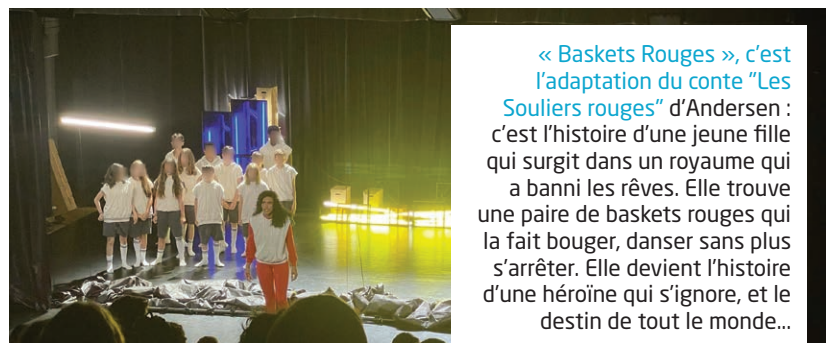 « Baskets Rouges », c'est
l'adaptation du conte "Les
Souliers rouges" d'Andersen :
c'est l'histoire d'une jeune fille
qui surgit dans un royaume qui
a banni les rêves. Elle trouve
une paire de baskets rouges qui
la fait bouger, danser sans plus
s'arrêter. Elle devient l'histoire
d'une héroïne qui s'ignore, et le
destin de tout le monde...